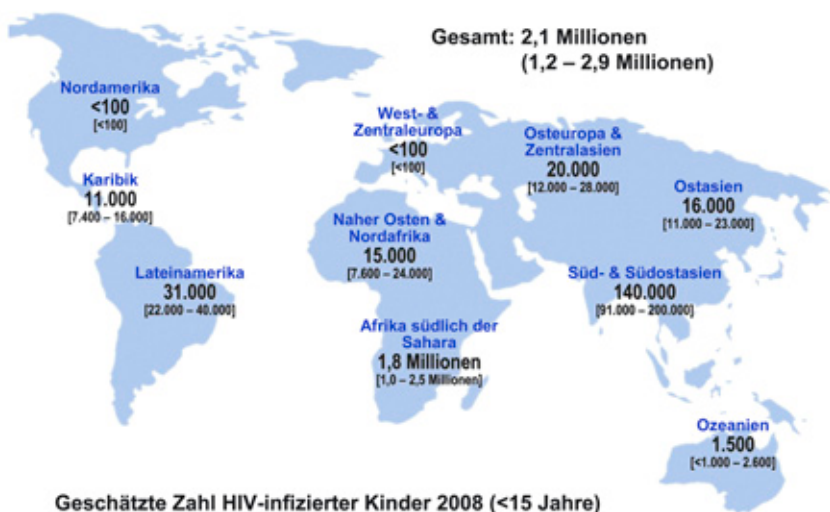 Gesamt: 2,1 Millionen
(1,2 – 2,9 Millionen)
Nordamerika
<100
[<100]
West- &
Zentraleuropa
<100
[<100]
Osteuropa &
Zentralasien
20.000
[12.000 – 28.000]
Karibik
11.000
[7.400 – 16.000]
Ostasien
16.000
[11.000 – 23.000]
Naher Osten &
Nordafrika
15.000
[7.600 – 24.000]
Lateinamerika
31.000
[22.000 – 40.000]
Süd- & Südostasien
140.000
[91.000 – 200.000]
Afrika südlich der
Sahara
1,8 Millionen
[1,0 – 2,5 Millionen]
Ozeanien
1.500
[<1.000 – 2.600]
Geschätzte Zahl HIV-infizierter Kinder 2008 (<15 Jahre)